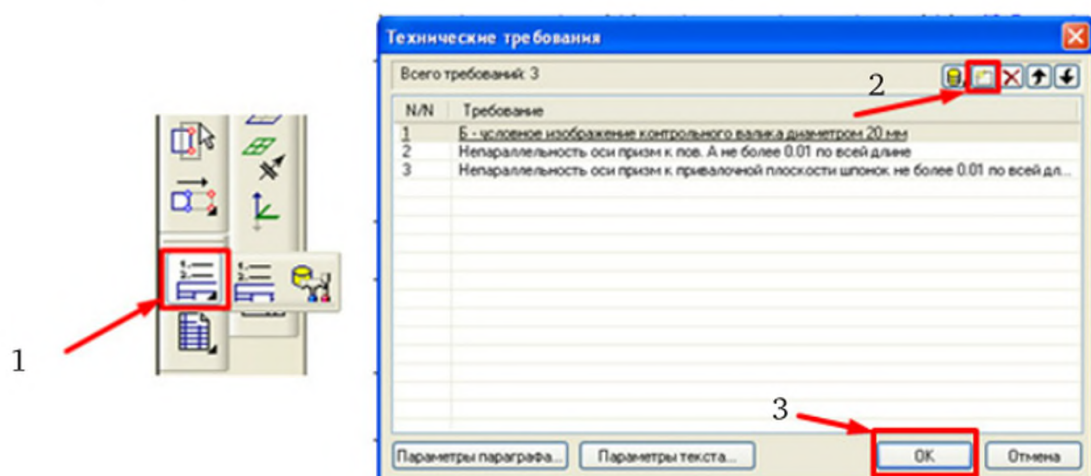 Технические требования
Всего требований: 3
2
N/N Требование
1 Б - условное изображение контрольного валика диаметром 20 мм
2 Непараллельность оси призм к пов. А не более 0.01 по всей длине
3 Непараллельность оси призм к привалочной плоскости шпонок не более 0.01 по всей дл...
1
3
Параметры параграфа... Параметры текста... OK Отмена